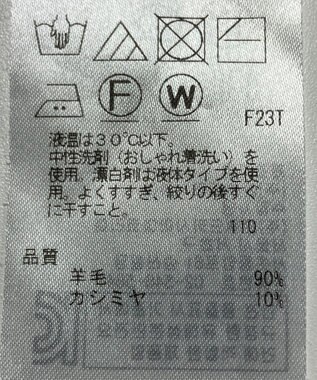 F W
F23T
液温は30℃以下。
中性洗剤（おしゃれ着洗い）を
使用。漂白剤は液体タイプを使
用。よくすすぎ、絞りの後すぐ
に干すこと。
110
品質
羊毛 90%
カシミヤ 10%